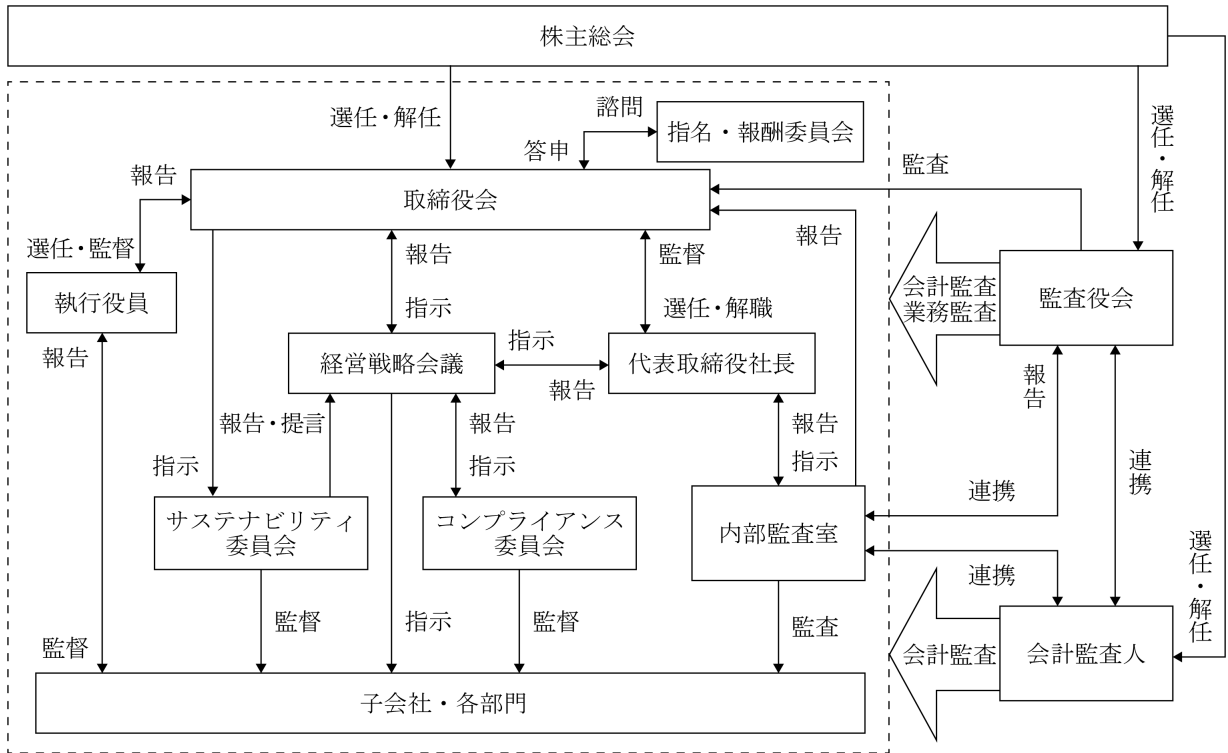 株主総会
選任・解任
諮問
指名・報酬委員会
答申
選任・解任
監査
報告
取締役会
報告
選任・監督
報告
監督
執行役員
会計監査
業務監査
監査役会
指示
選任・解職
報告
経営戦略会議
指示
報告
代表取締役社長
報告
報告・提言
報告
報告
指示
指示
指示
連携
連携
サステナビリティ
委員会
コンプライアンス
委員会
内部監査室
連携
選任・解任
監督
監督
指示
監督
監査
会計監査
会計監査人
子会社・各部門